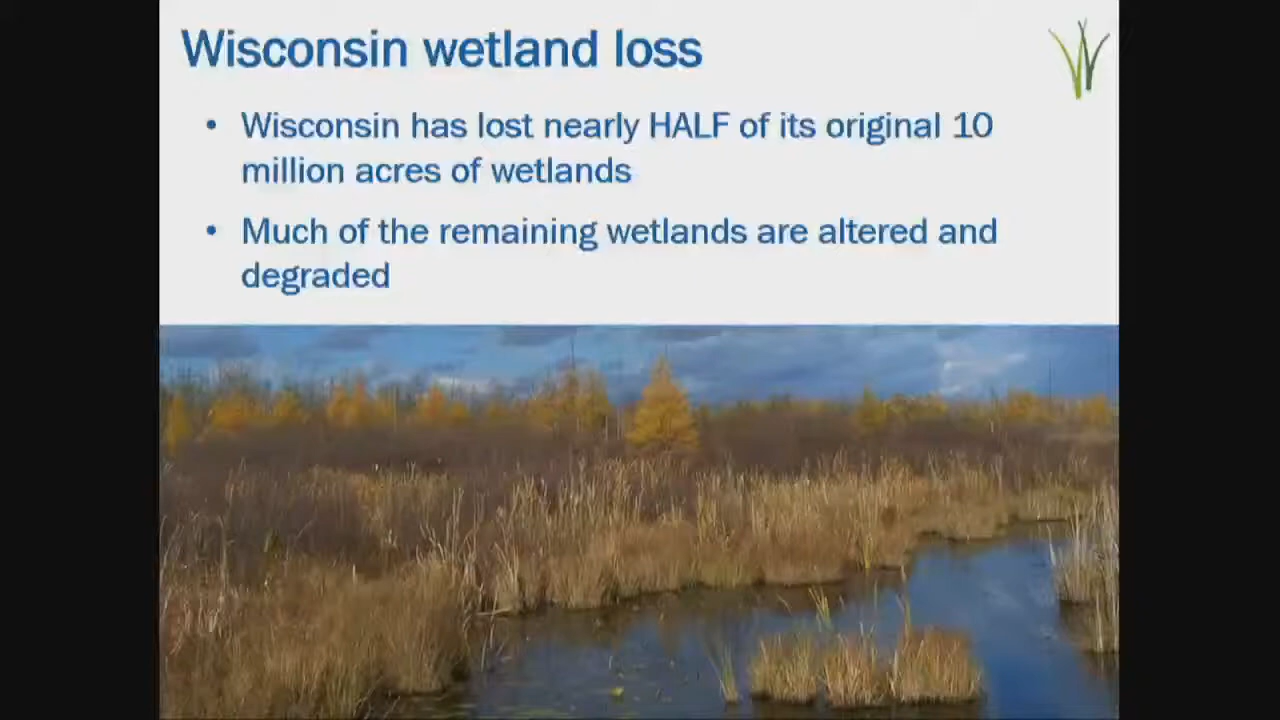 Wisconsin wetland loss
• Wisconsin has lost nearly HALF of its original 10
million acres of wetlands
• Much of the remaining wetlands are altered and
degraded